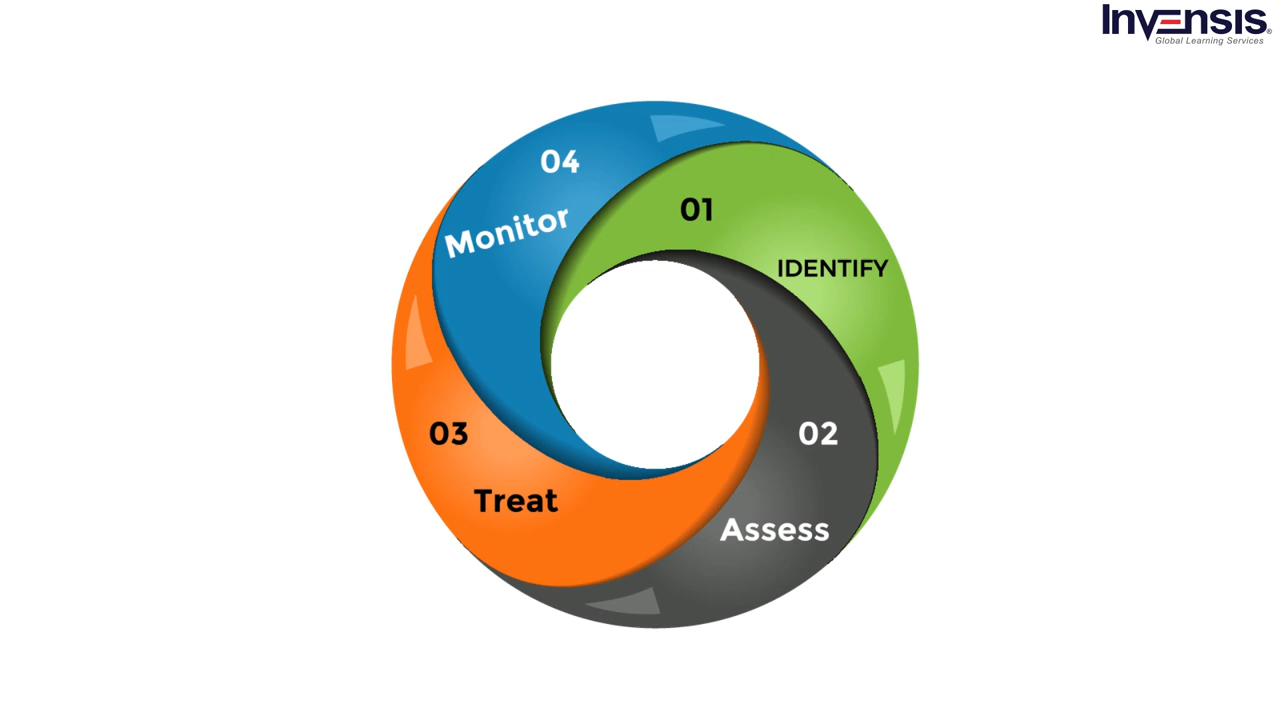 Invensis®
Global Learning Services
01
IDENTIFY
02
Assess
03
Treat
04
Monitor